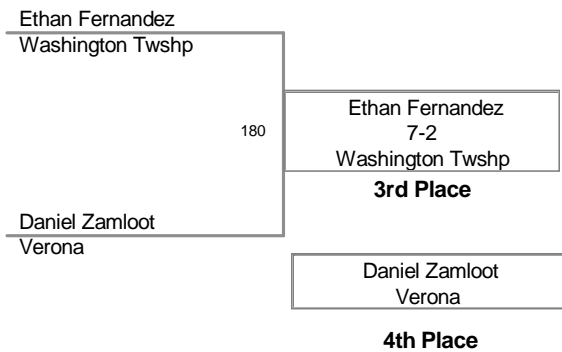 Ethan Fernandez
Washington Twshp
180
Ethan Fernandez
7-2
Washington Twshp
3rd Place
Daniel Zamloot
Verona
Daniel Zamloot
Verona
4th Place